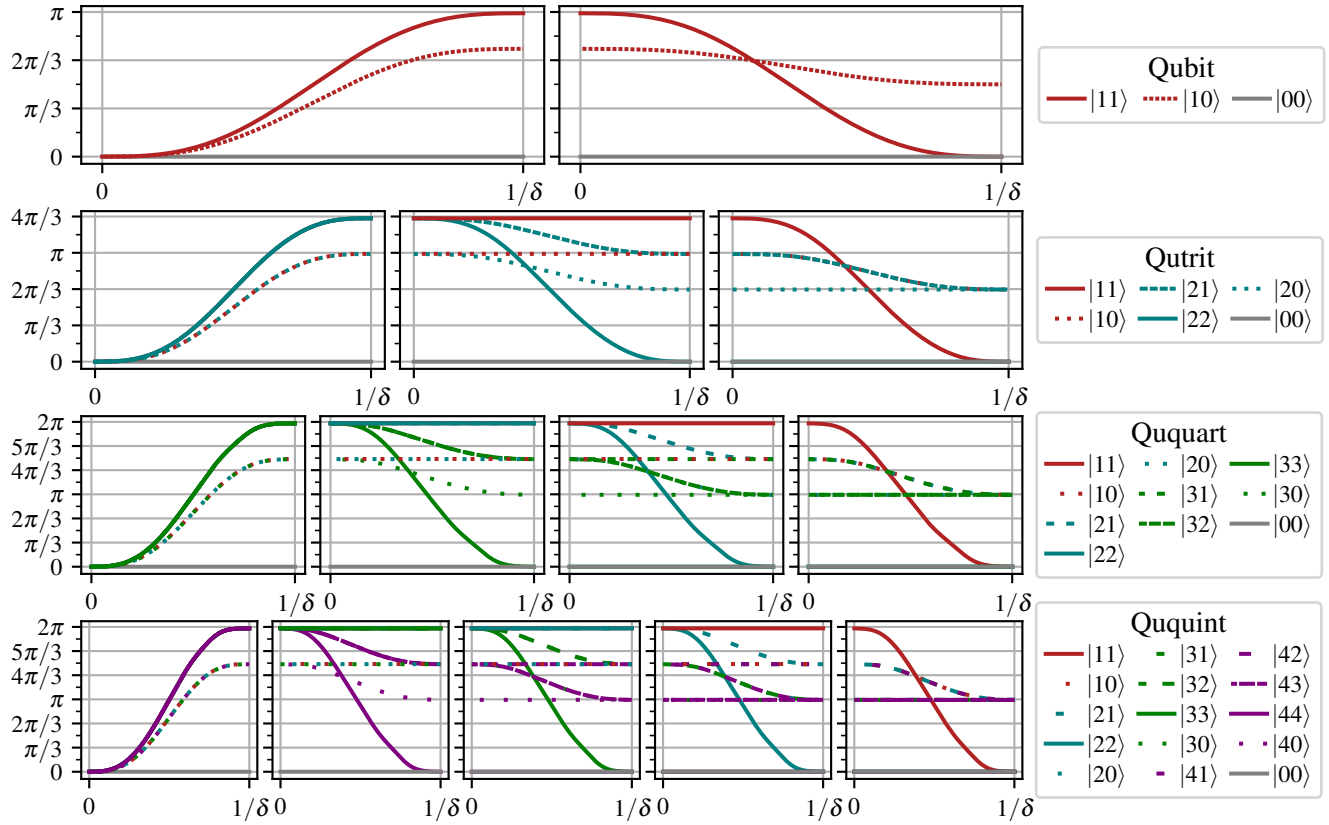 π
2π/3
π/3
0
0 1/δ 0 1/δ
Qubit
|11⟩ |10⟩ |00⟩
4π/3
π
2π/3
π/3
0
0 1/δ 0 1/δ 0 1/δ
Qutrit
|11⟩ |21⟩ |20⟩
|10⟩ |22⟩ |00⟩
2π
5π/3
4π/3
π
2π/3
π/3
0
0 1/δ 0 1/δ 0 1/δ 0 1/δ
Ququart
|11⟩ |20⟩ |33⟩
|10⟩ |31⟩ |30⟩
|21⟩ |32⟩ |00⟩
|22⟩
2π
5π/3
4π/3
π
2π/3
π/3
0
0 1/δ 0 1/δ 0 1/δ 0 1/δ 0 1/δ
Ququint
|11⟩ |31⟩ |42⟩
|10⟩ |32⟩ |43⟩
|21⟩ |33⟩ |44⟩
|22⟩ |30⟩ |40⟩
|20⟩ |41⟩ |00⟩